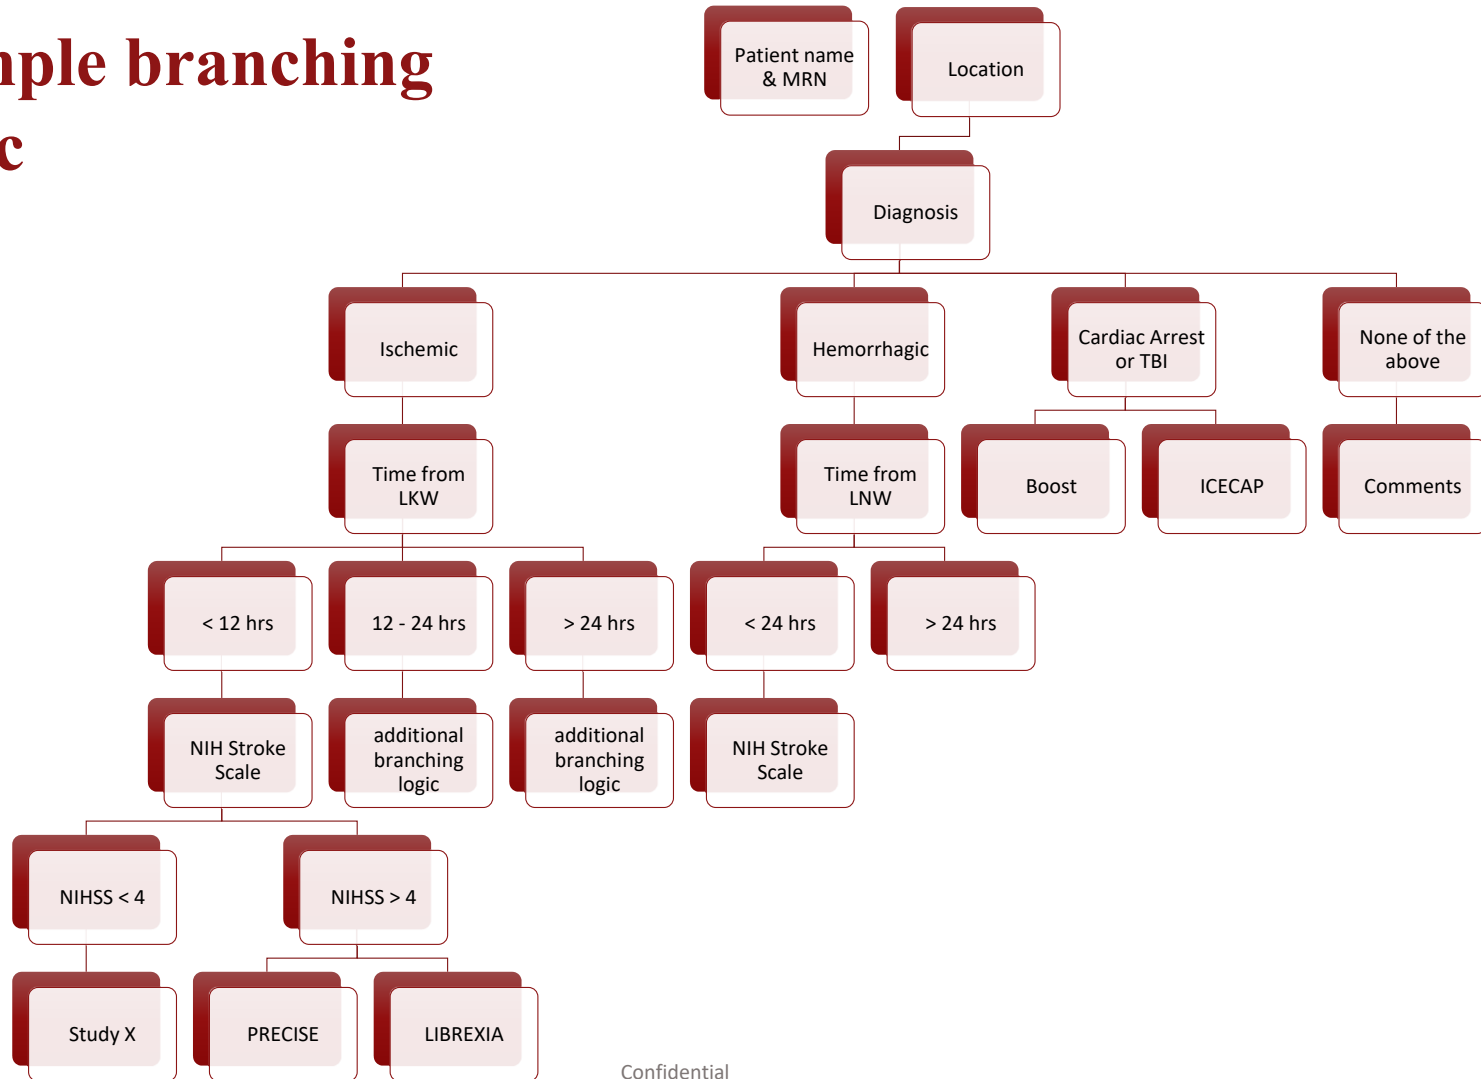 mple branching
c
Patient name
& MRN
Location
Diagnosis
Ischemic
Hemorrhagic
Cardiac Arrest
or TBI
None of the
above
Time from
LKW
Time from
LNW
Boost
ICECAP
Comments
< 12 hrs
12 - 24 hrs
> 24 hrs
< 24 hrs
> 24 hrs
NIH Stroke
Scale
additional
branching
logic
additional
branching
logic
NIH Stroke
Scale
NIHSS < 4
NIHSS > 4
Study X
PRECISE
LIBREXIA
Confidential